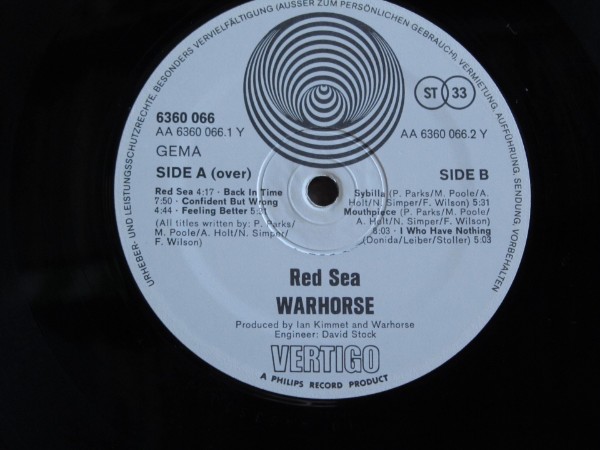 URHEBER- UND LEISTUNGSSCHUTZRECHTE, BESONDERS VERVIELFÄLTIGUNG (AUSSER ZUM PERSÖNLICHEN GEBRAUCH), VERMIETUNG, AUFFÜHRUNG, SENDUNG VORBEHALTEN
6360 066
AA 6360 066.1 Y
GEMA
SIDE A (over)
Red Sea 4:17 · Back In Time
7:50 · Confident But Wrong
4:44 · Feeling Better 5:31
(All titles written by: P. Parks/
M. Poole/A. Holt/N. Simper/
F. Wilson)
ST 33
AA 6360 066.2 Y
SIDE B
Sybilla (P. Parks/M. Poole/A.
Holt/N. Simper/F. Wilson) 5:31
Mouthpiece (P. Parks/M. Poole/
A. Holt/N. Simper/F. Wilson)
8:03 · I Who Have Nothing
(Donida/Leiber/Stoller) 5:03
Red Sea
WARHORSE
Produced by Ian Kimmet and Warhorse
Engineer: David Stock
VERTIGO
A PHILIPS RECORD PRODUCT